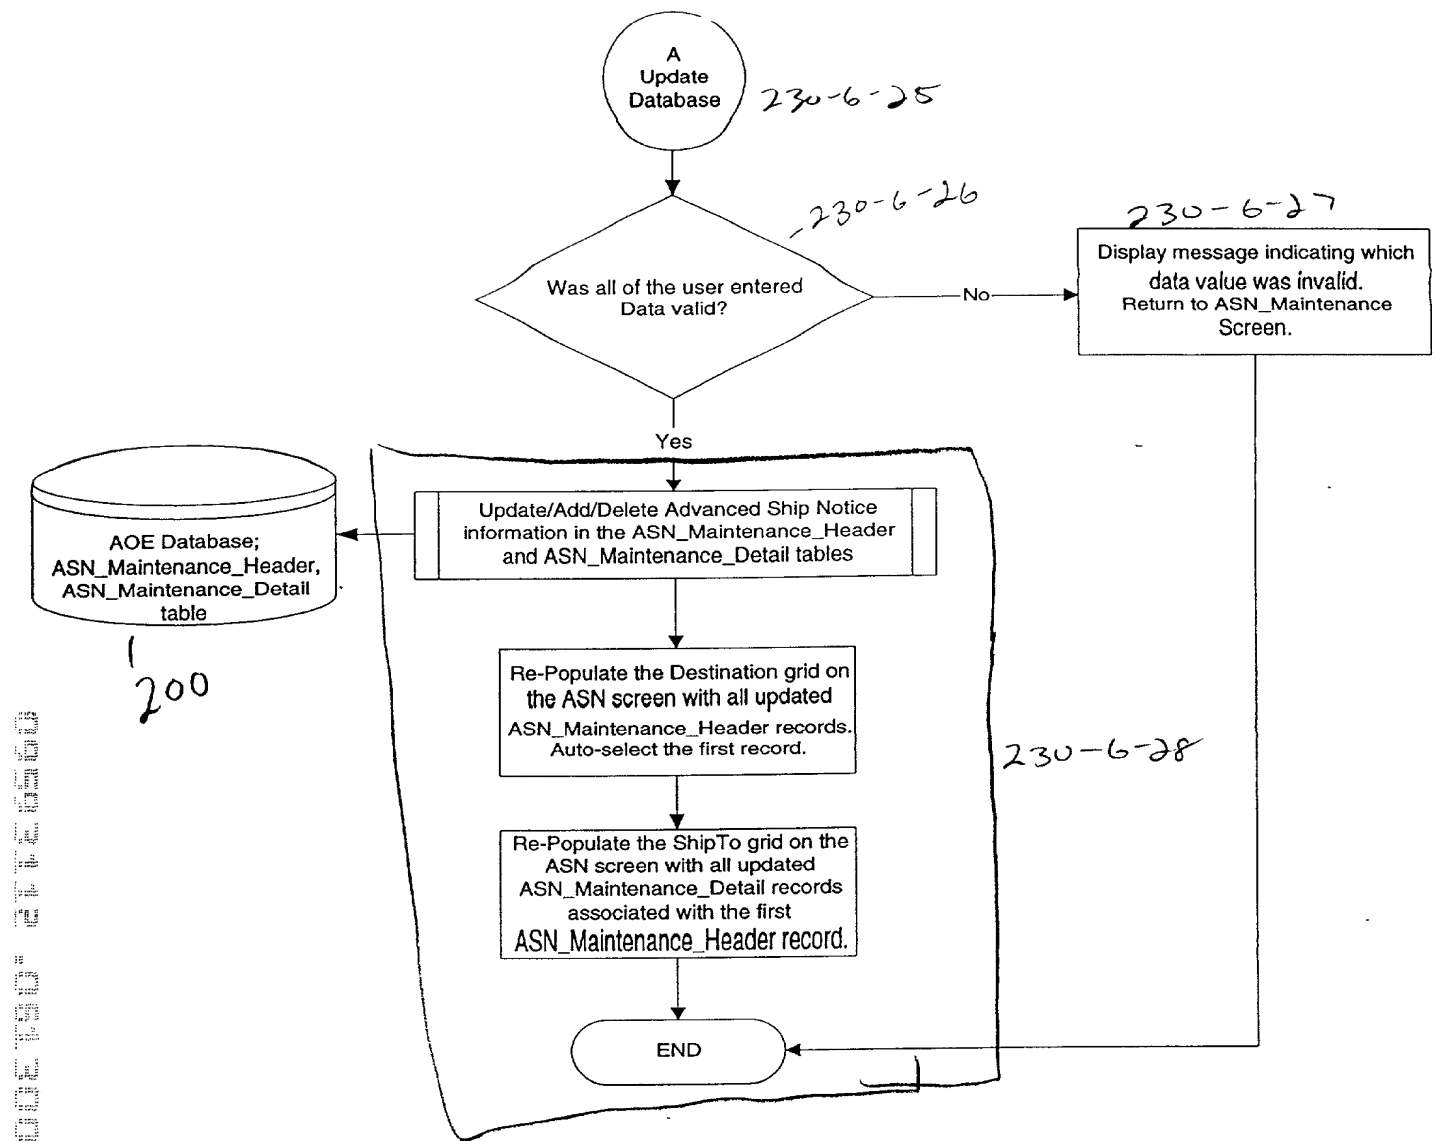 A
Update
Database
230-6-25
230-6-26
230-6-27
Was all of the user entered
Data valid?
No
Display message indicating which
data value was invalid.
Return to ASN_Maintenance
Screen.
Yes
Update/Add/Delete Advanced Ship Notice
information in the ASN_Maintenance_Header
and ASN_Maintenance_Detail tables
AOE Database;
ASN_Maintenance_Header,
ASN_Maintenance_Detail
table
200
Re-Populate the Destination grid on
the ASN screen with all updated
ASN_Maintenance_Header records.
Auto-select the first record.
230-6-28
Re-Populate the ShipTo grid on the
ASN screen with all updated
ASN_Maintenance_Detail records
associated with the first
ASN_Maintenance_Header record.
END